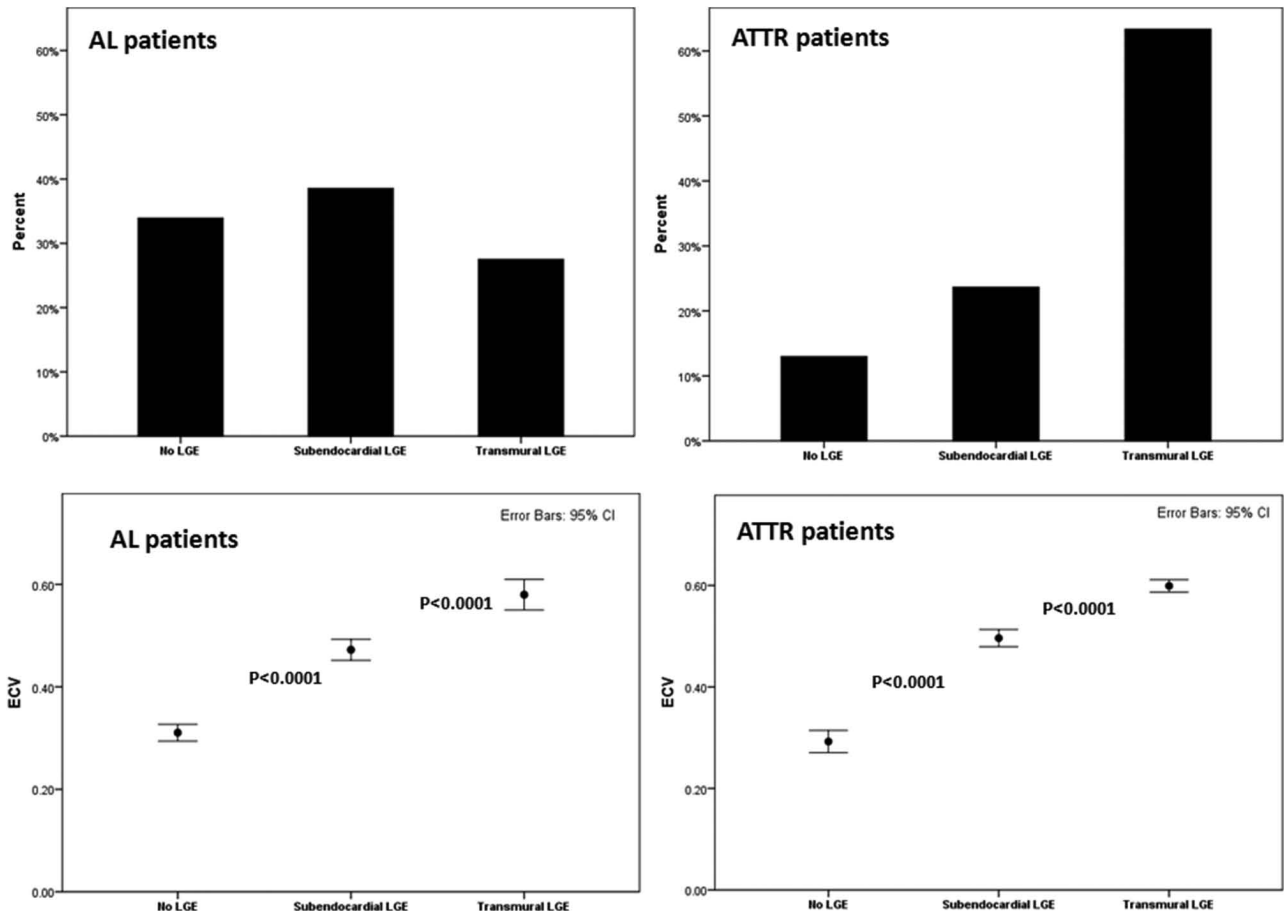 AL patients
60%
50%
40%
30%
20%
10%
0%
Percent
No LGE
Subendocardial LGE
Transmural LGE
ATTR patients
60%
50%
40%
30%
20%
10%
0%
Percent
No LGE
Subendocardial LGE
Transmural LGE
Error Bars: 95% CI
AL patients
0.60
0.40
0.20
0.00
ECV
P<0.0001
P<0.0001
No LGE
Subendocardial LGE
Transmural LGE
Error Bars: 95% CI
ATTR patients
0.60
0.40
0.20
0.00
ECV
P<0.0001
P<0.0001
No LGE
Subendocardial LGE
Transmural LGE